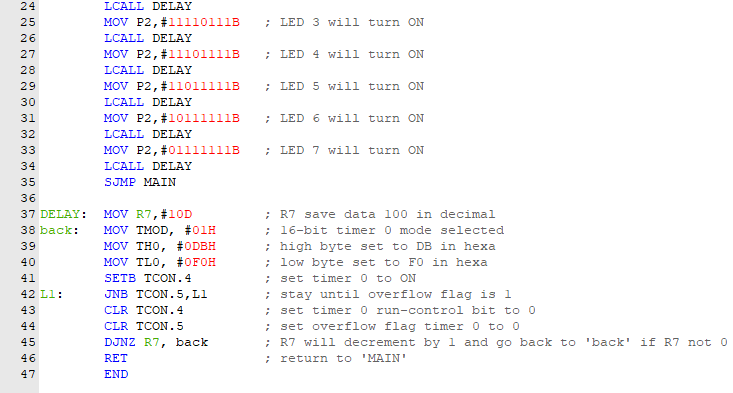 24 LCALL DELAY
25 MOV P2,#11110111B ; LED 3 will turn ON
26 LCALL DELAY
27 MOV P2,#11101111B ; LED 4 will turn ON
28 LCALL DELAY
29 MOV P2,#11011111B ; LED 5 will turn ON
30 LCALL DELAY
31 MOV P2,#10111111B ; LED 6 will turn ON
32 LCALL DELAY
33 MOV P2,#01111111B ; LED 7 will turn ON
34 LCALL DELAY
35 SJMP MAIN
36
37 DELAY: MOV R7,#10D ; R7 save data 100 in decimal
38 back: MOV TMOD, #01H ; 16-bit timer 0 mode selected
39 MOV TH0, #0DBH ; high byte set to DB in hexa
40 MOV TL0, #0F0H ; low byte set to F0 in hexa
41 SETB TCON.4 ; set timer 0 to ON
42 L1: JNB TCON.5,L1 ; stay until overflow flag is 1
43 CLR TCON.4 ; set timer 0 run-control bit to 0
44 CLR TCON.5 ; set overflow flag timer 0 to 0
45 DJNZ R7, back ; R7 will decrement by 1 and go back to 'back' if R7 not 0
46 RET ; return to 'MAIN'
47 END